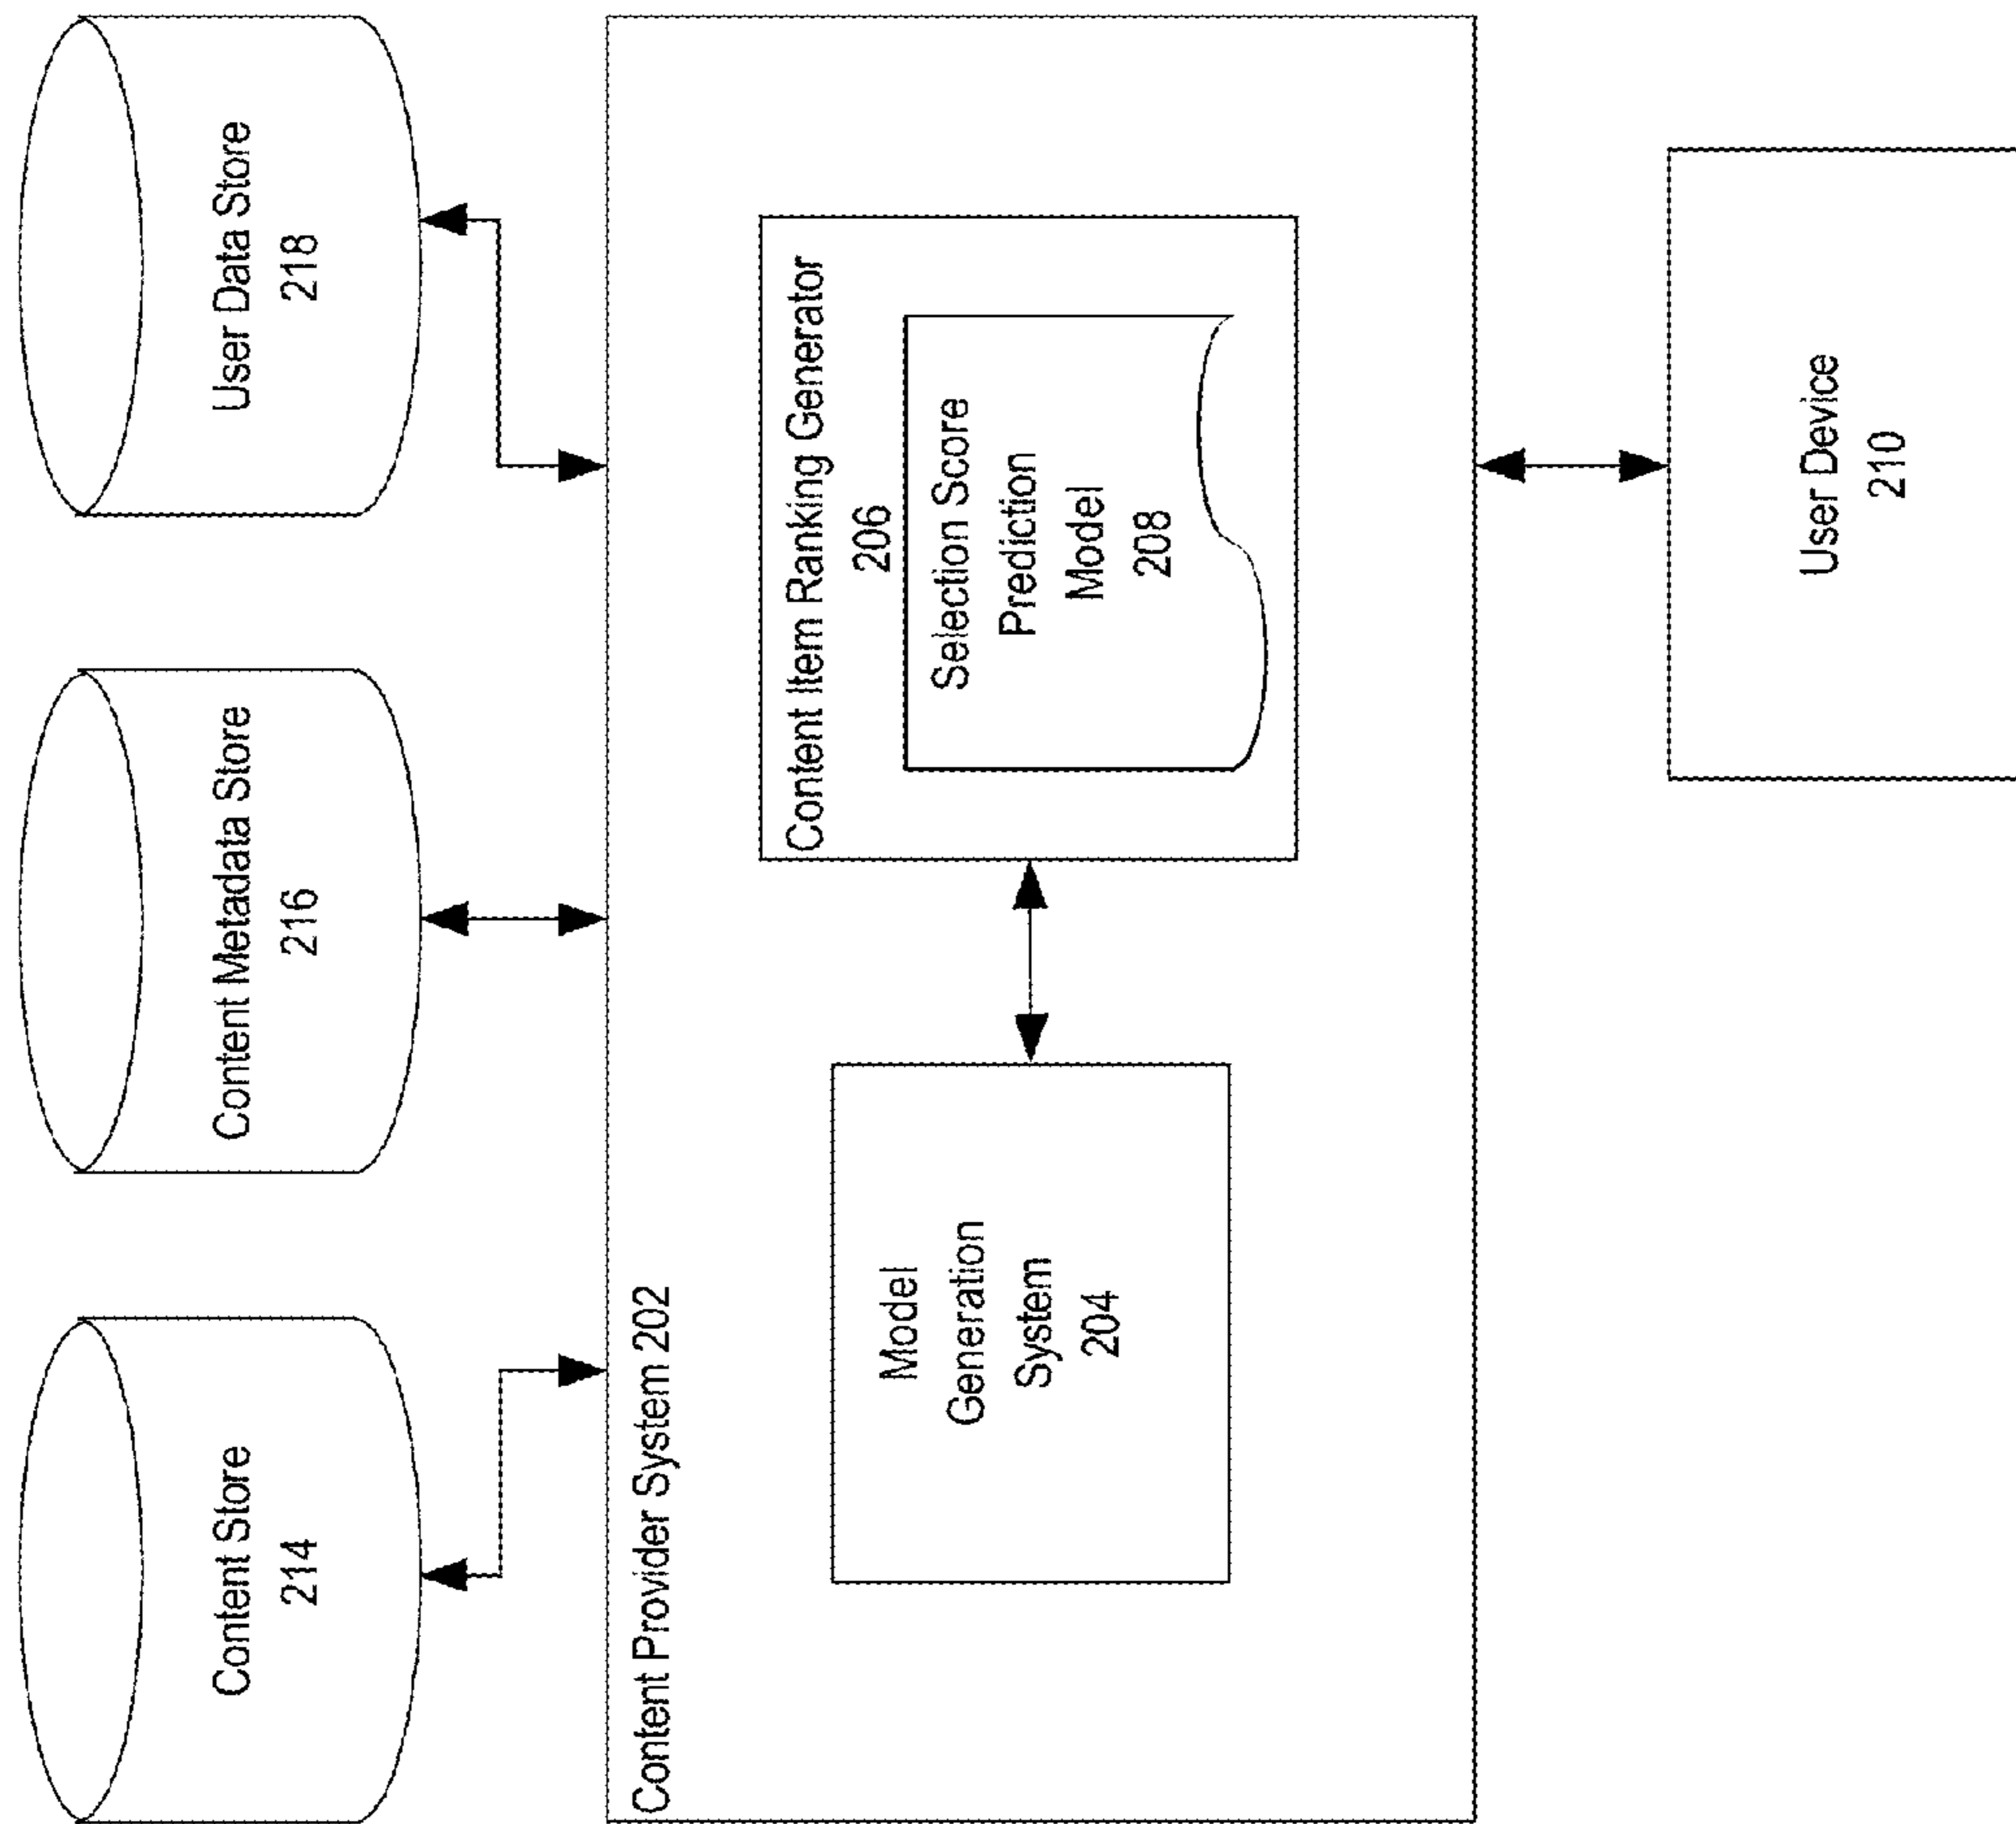 Content Store
214
Content Metadata Store
216
User Data Store
218
Content Provider System 202
Model
Generation
System
204
Content Item Ranking Generator
206
Selection Score
Prediction
Model
208
User Device
210